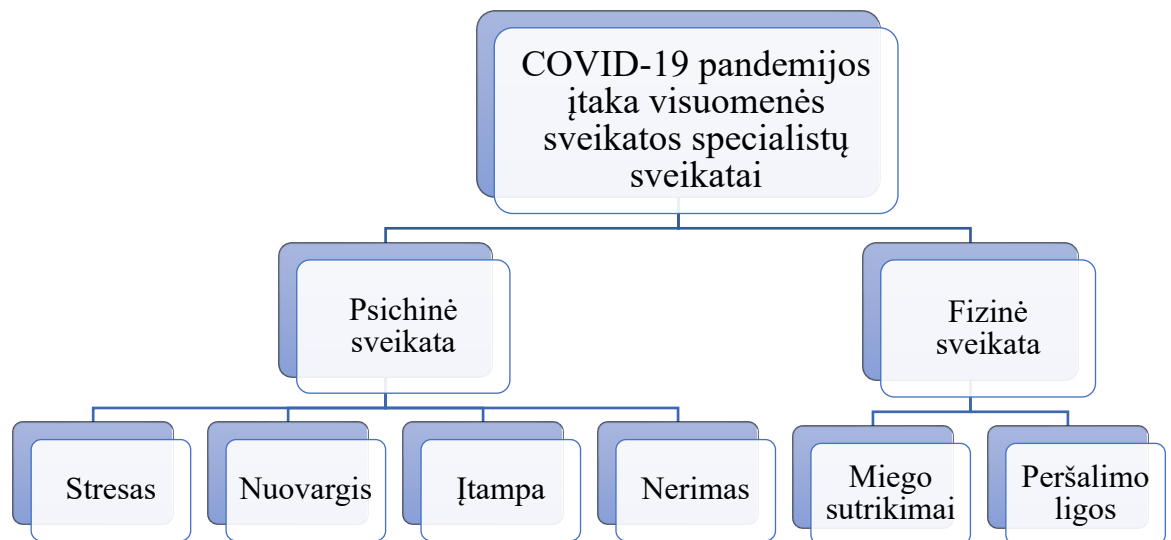 COVID-19 pandemijos
įtaka visuomenės
sveikatos specialistų
sveikatai
Psichinė
sveikata
Fizinė
sveikata
Stresas
Nuovargis
Įtampa
Nerimas
Miego
sutrikimai
Peršalimo
ligos